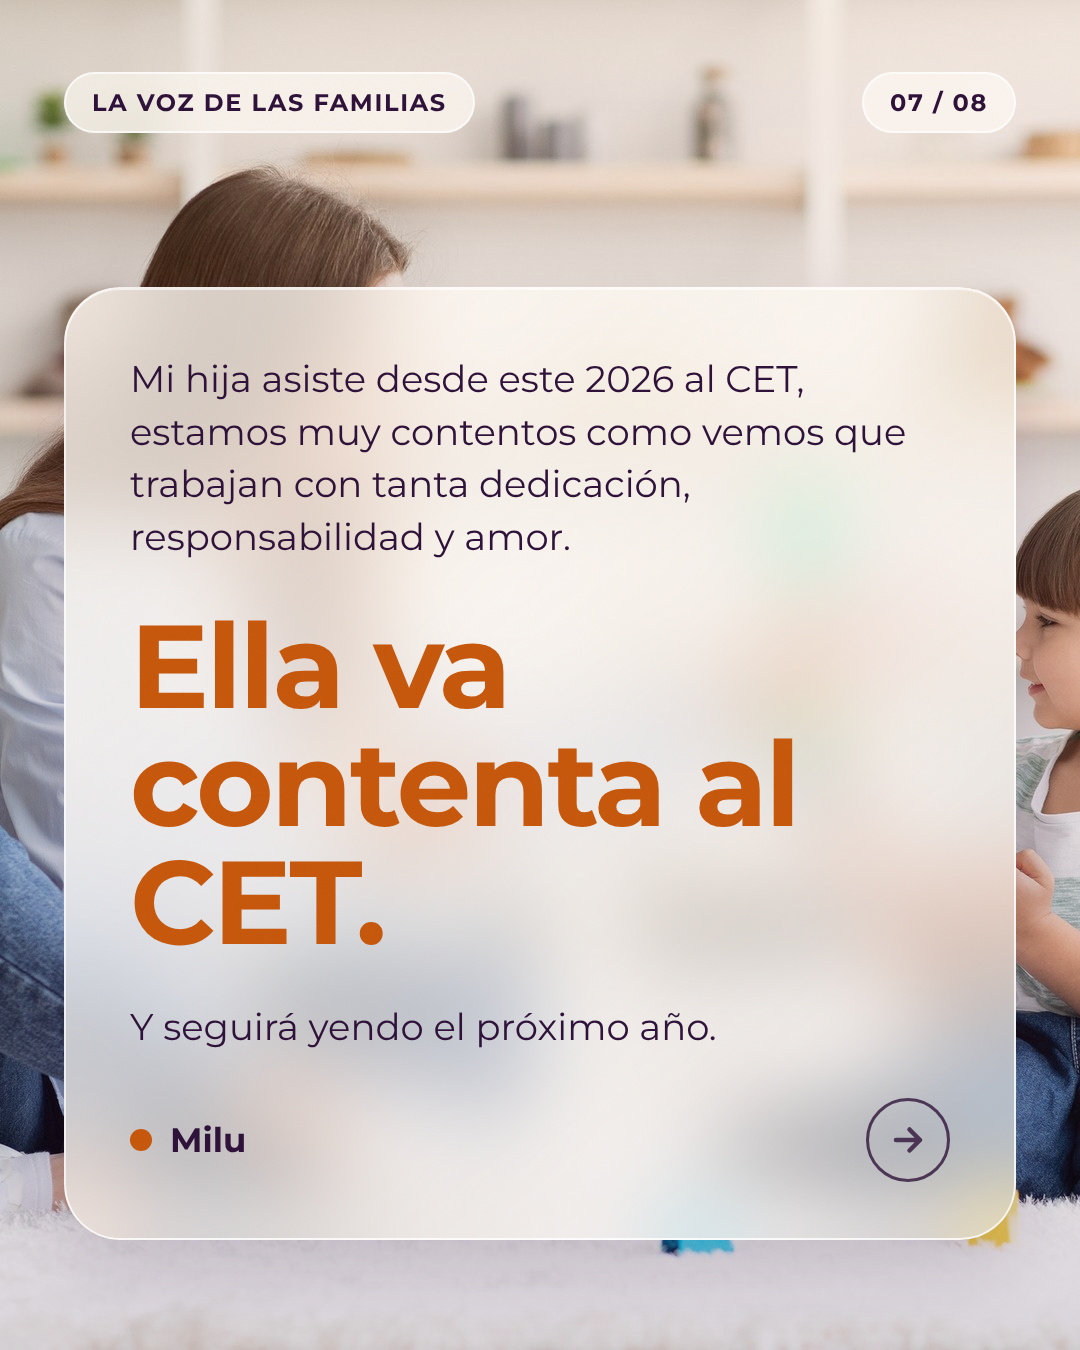 LA VOZ DE LAS FAMILIAS
07 / 08
Mi hija asiste desde este 2026 al CET,
estamos muy contentos como vemos que
trabajan con tanta dedicación,
responsabilidad y amor.
Ella va
contenta al
CET.
Y seguirá yendo el próximo año.
Milu